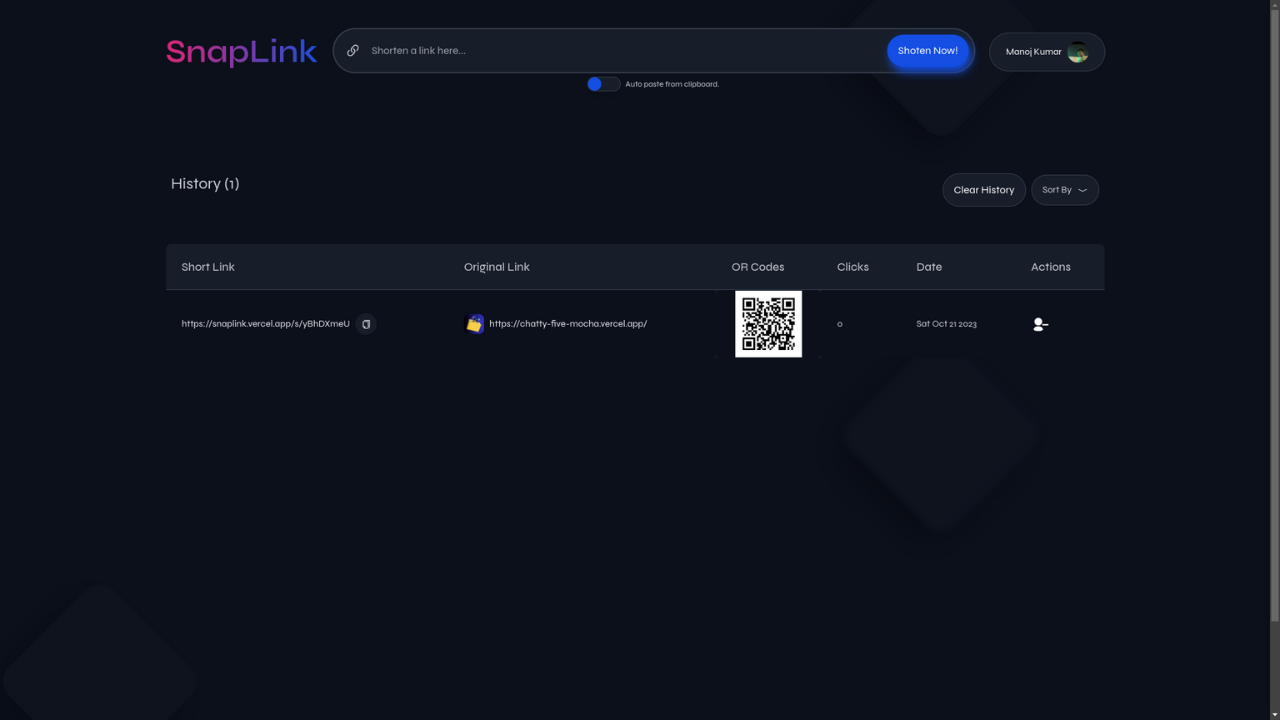 SnapLink
Shorten a link here...
Shoten Now!
Manoj Kumar
Auto paste from clipboard.
History (1)
Clear History
Sort By
Short Link Original Link QR Codes Clicks Date Actions
https://snaplink.vercel.app/s/yBhDXmeU https://chatty-five-mocha.vercel.app/ 0 Sat Oct 21 2023